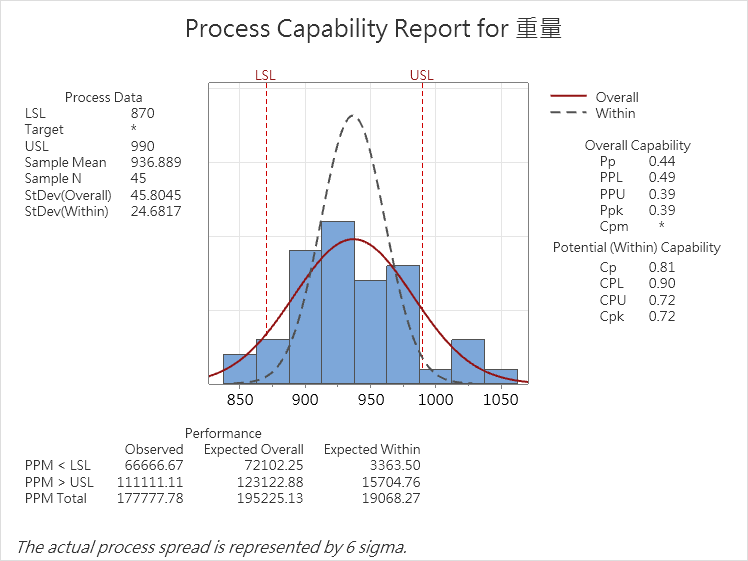 Process Capability Report for 重量
LSL USL
Process Data
LSL 870
Target *
USL 990
Sample Mean 936.889
Sample N 45
StDev(Overall) 45.8045
StDev(Within) 24.6817
Overall
Within
Overall Capability
Pp 0.44
PPL 0.49
PPU 0.39
Ppk 0.39
Cpm *
Potential (Within) Capability
Cp 0.81
CPL 0.90
CPU 0.72
Cpk 0.72
850 900 950 1000 1050
Performance
Observed Expected Overall Expected Within
PPM < LSL 66666.67 72102.25 3363.50
PPM > USL 111111.11 123122.88 15704.76
PPM Total 177777.78 195225.13 19068.27
The actual process spread is represented by 6 sigma.